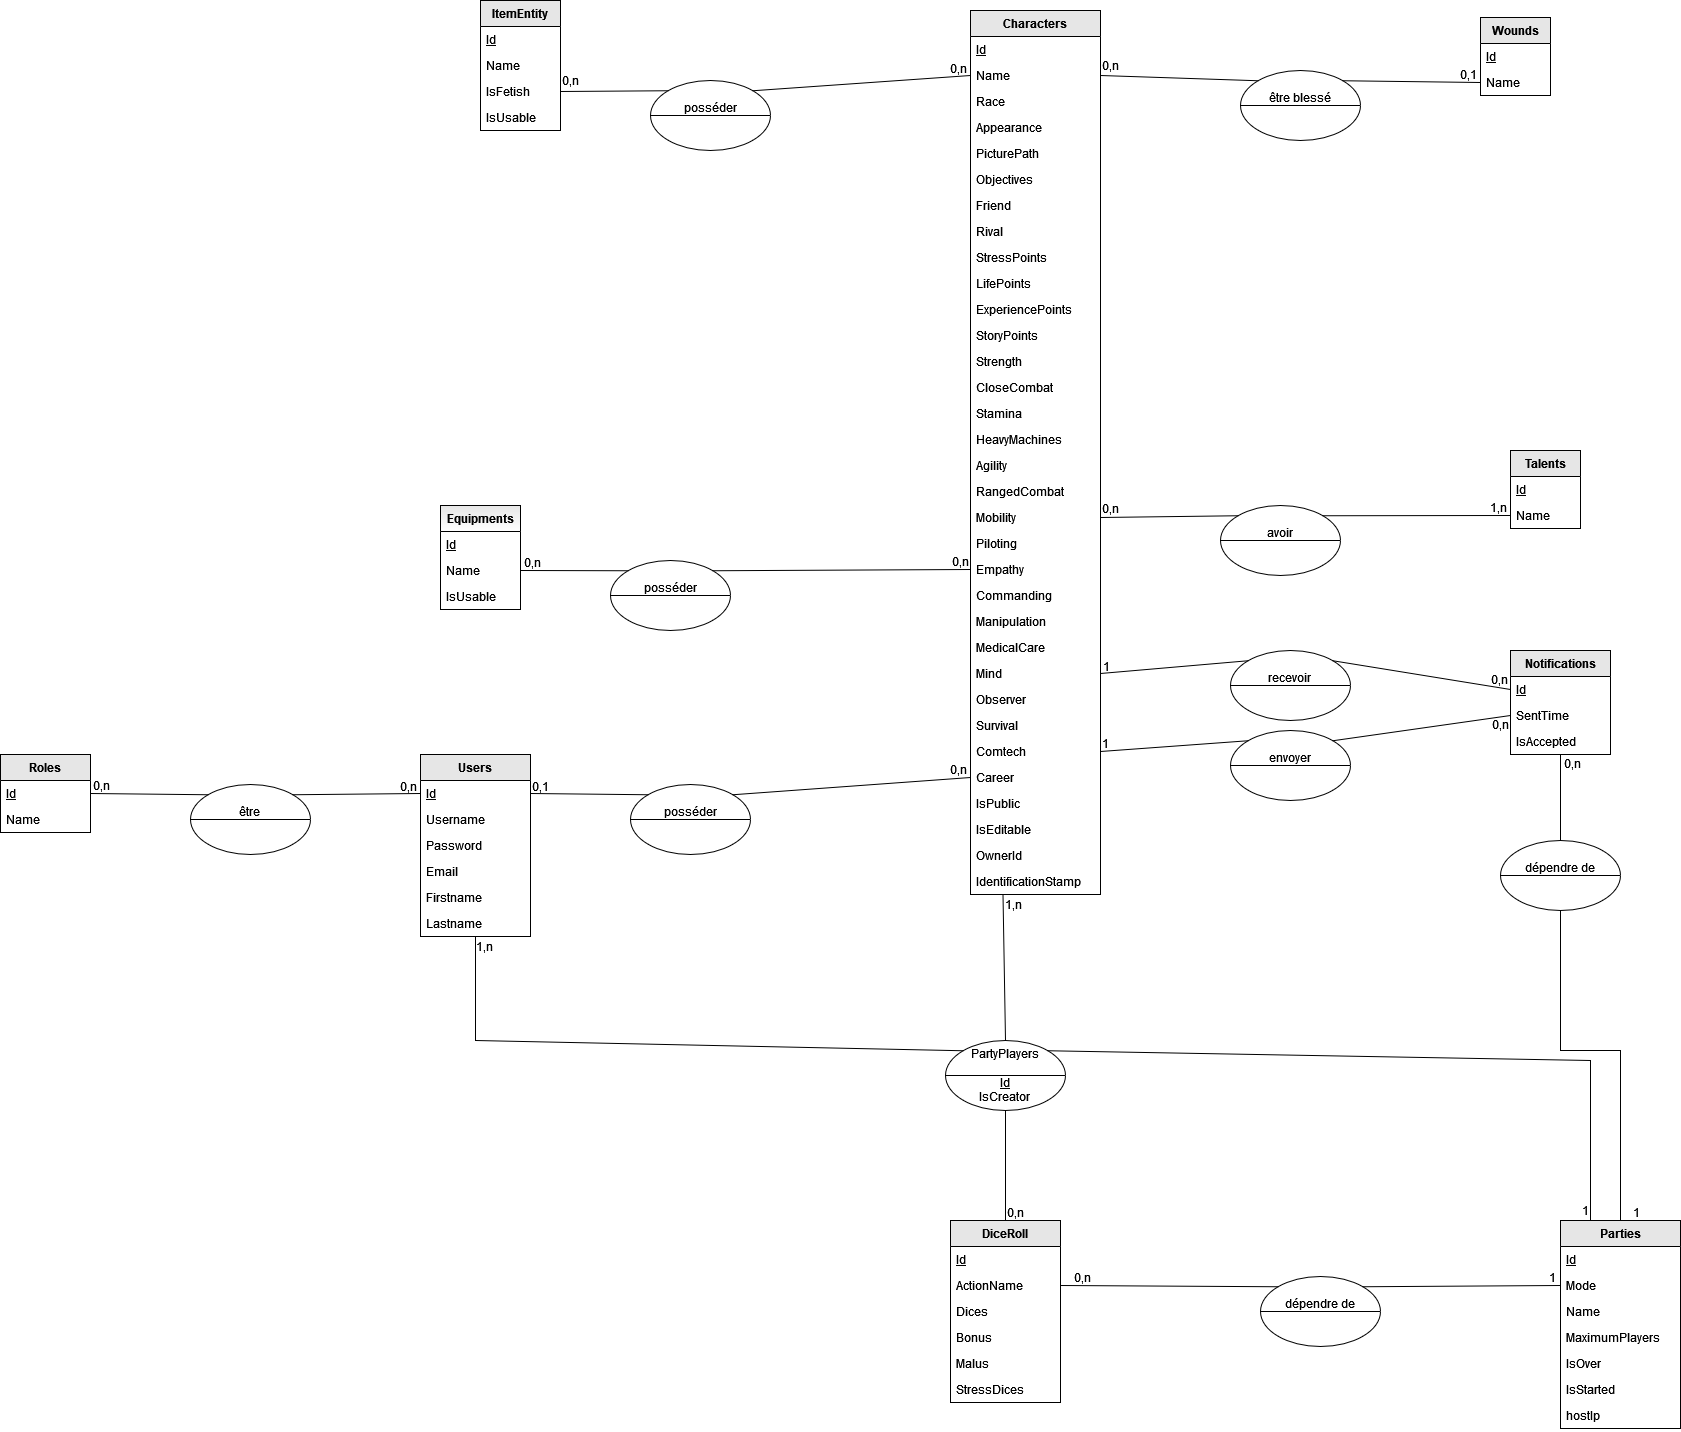 ItemEntity
Id
Name
IsFetish
IsUsable
0,n
posséder
0,n
Characters
Id
Name
Race
Appearance
PicturePath
Objectives
Friend
Rival
StressPoints
LifePoints
ExperiencePoints
StoryPoints
Strength
CloseCombat
Stamina
HeavyMachines
Agility
RangedCombat
Mobility
Piloting
Empathy
Commanding
Manipulation
MedicalCare
Mind
Observer
Survival
Comtech
Career
IsPublic
IsEditable
OwnerId
IdentificationStamp
0,n
être blessé
0,1
Wounds
Id
Name
0,n
avoir
1,n
Talents
Id
Name
Equipments
Id
Name
IsUsable
0,n
posséder
0,n
1
recevoir
0,n
1
envoyer
0,n
Notifications
Id
SentTime
IsAccepted
0,n
dépendre de
1
Roles
Id
Name
0,n
être
0,n
Users
Id
Username
Password
Email
Firstname
Lastname
0,1
posséder
0,n
1,n
1,n
PartyPlayers
Id
IsCreator
1
0,n
DiceRoll
Id
ActionName
Dices
Bonus
Malus
StressDices
0,n
dépendre de
1
Parties
Id
Mode
Name
MaximumPlayers
IsOver
IsStarted
hostIp